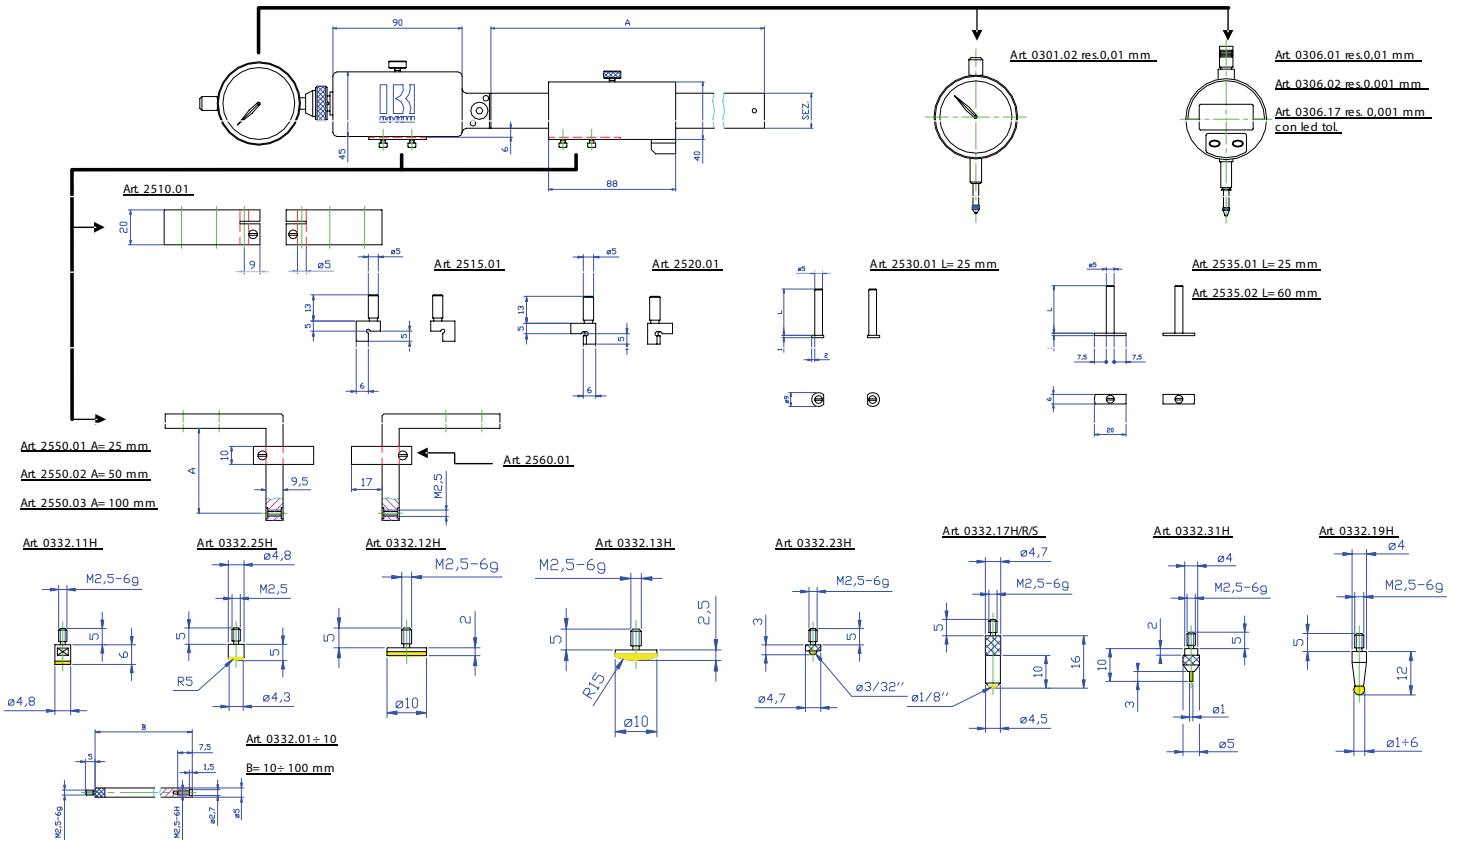 90
A
Art. 0301.02 res.0,01 mm
Art. 0306.01 res.0,01 mm
Art. 0306.02 res.0.001 mm
Art. 0306.17 res. 0,001 mm
con led tol.
SEZ.
45
6
40
88
Art. 2510.01
20
9
ø5
Art. 2515.01
ø5
13
5
5
6
Art. 2520.01
ø5
13
5
5
6
Art. 2530.01 L= 25 mm
ø5
L
1
2
ø9
Art. 2535.01 L= 25 mm
Art. 2535.02 L= 60 mm
ø5
L
7,5
7,5
6
20
Art. 2550.01 A= 25 mm
Art. 2550.02 A= 50 mm
Art. 2550.03 A= 100 mm
A
10
9,5
17
M2,5
Art. 2560.01
Art. 0332.11H
M2,5-6g
5
6
ø4,8
Art. 0332.25H
ø4,8
M2,5
5
5
R5
ø4,3
Art. 0332.12H
M2,5-6g
5
2
ø10
Art. 0332.13H
M2,5-6g
5
2,5
R15
ø10
Art. 0332.23H
M2,5-6g
3
5
ø3/32''
ø4,7
Art. 0332.17H/R/S
ø4,7
M2,5-6g
5
10
16
ø1/8''
ø4,5
Art. 0332.31H
ø4
M2,5-6g
2
5
10
3
ø1
ø5
Art. 0332.19H
ø4
M2,5-6g
5
12
ø1÷6
Art. 0332.01÷10
B= 10÷100 mm
B
5
7,5
1,5
M2,5-6g
M2,5-6H
ø2,7
ø5